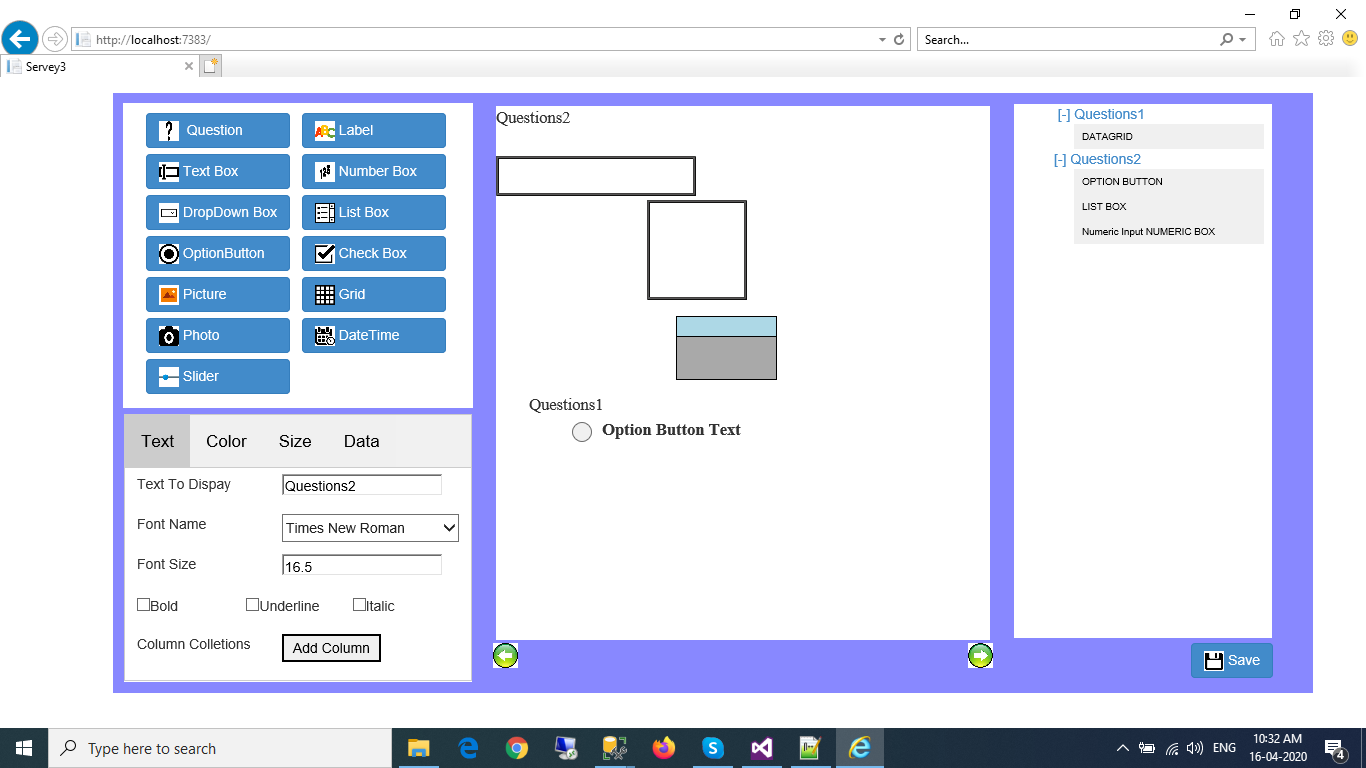 http://localhost:7383/
Search...
Servey3
Question
Label
Text Box
Number Box
DropDown Box
List Box
OptionButton
Check Box
Picture
Grid
Photo
DateTime
Slider
Text Color Size Data
Text To Dispay Questions2
Font Name Times New Roman
Font Size 16.5
Bold Underline Italic
Column Colletions Add Column
Questions2
Questions1
Option Button Text
[-] Questions1
DATAGRID
[-] Questions2
OPTION BUTTON
LIST BOX
Numeric Input NUMERIC BOX
Save
Type here to search
ENG
10:32 AM
16-04-2020
4